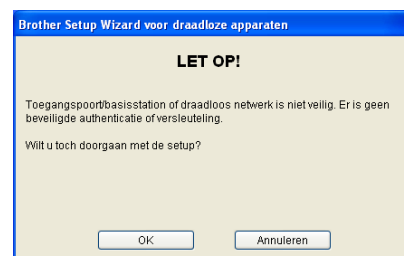 Brother Setup Wizard voor draadloze apparaten
LET OP!
Toegangspoort/basisstation of draadloos netwerk is niet veilig. Er is geen
beveiligde authenticatie of versleuteling.
Wilt u toch doorgaan met de setup?
OK
Annuleren